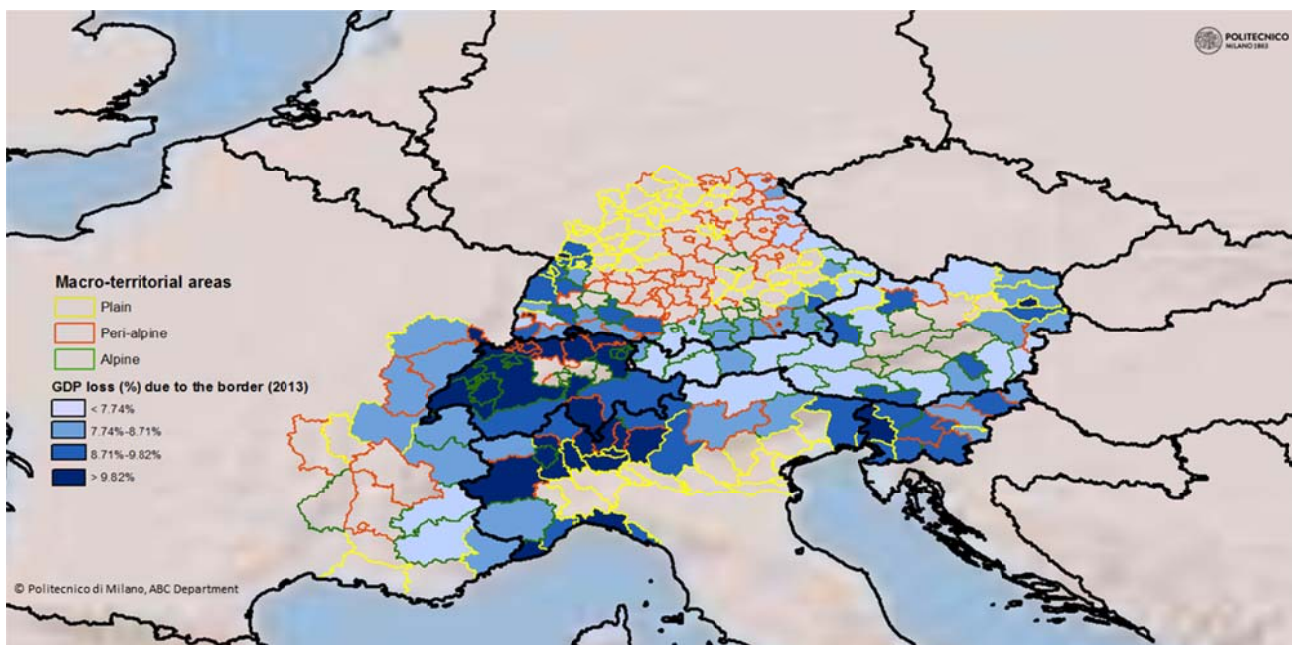 POLITECNICO
MILANO 1863
Macro-territorial areas
Plain
Peri-alpine
Alpine
GDP loss (%) due to the border (2013)
< 7.74%
7.74%-8.71%
8.71%-9.82%
> 9.82%
© Politecnico di Milano, ABC Department